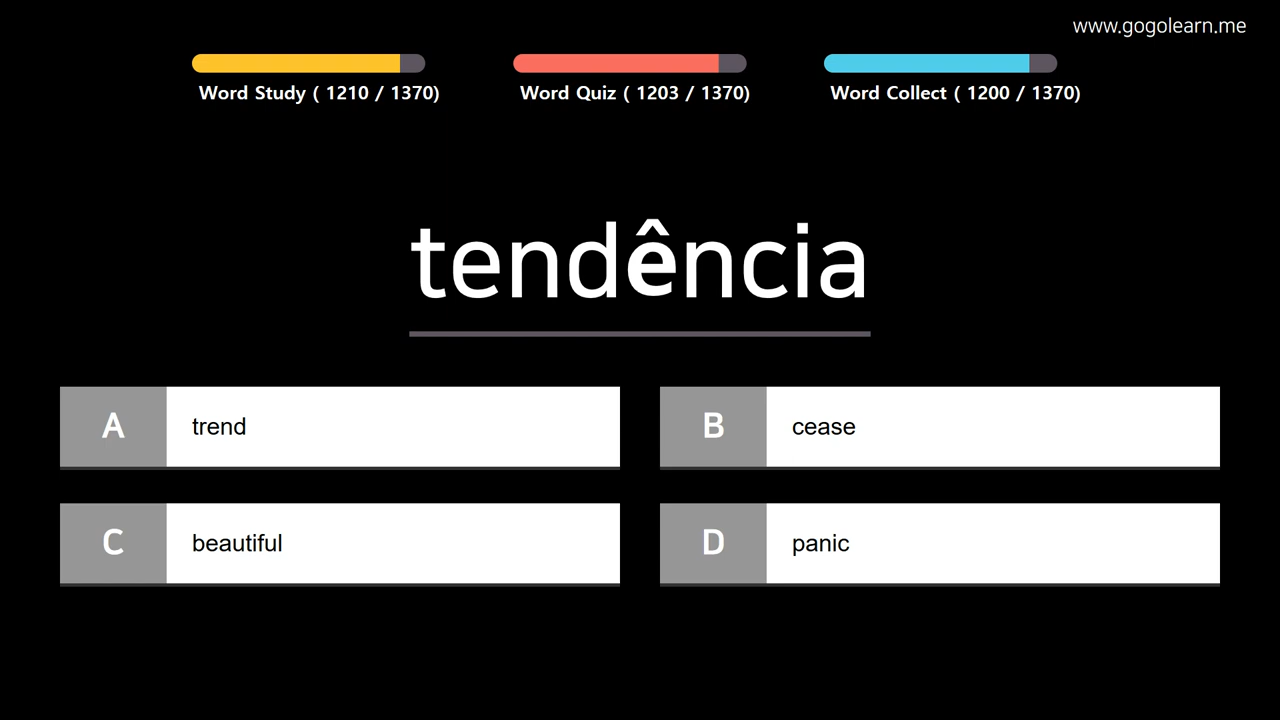 www.gogolearn.me
Word Study ( 1210 / 1370)
Word Quiz ( 1203 / 1370)
Word Collect ( 1200 / 1370)
tendência
A trend
B cease
C beautiful
D panic